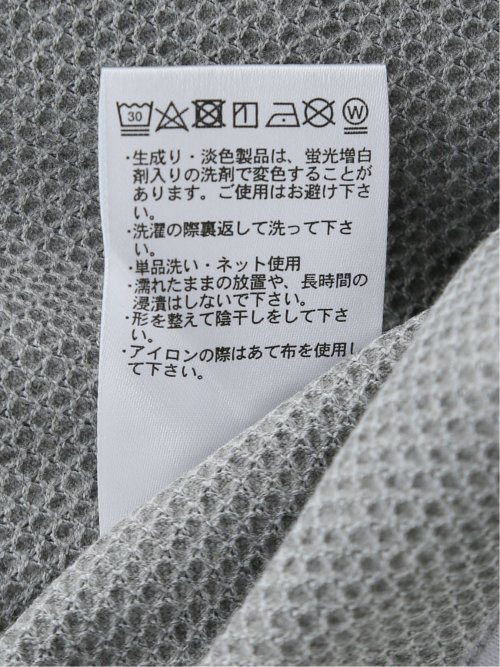 30 W
・生成り・淡色製品は、蛍光増白
剤入りの洗剤で変色することが
あります。ご使用はお避け下さ
い。
・洗濯の際裏返して洗って下さ
い。
・単品洗い・ネット使用
・濡れたままの放置や、長時間の
浸漬はしないで下さい。
・形を整えて陰干しをして下さ
い。
・アイロンの際はあて布を使用し
て下さい。